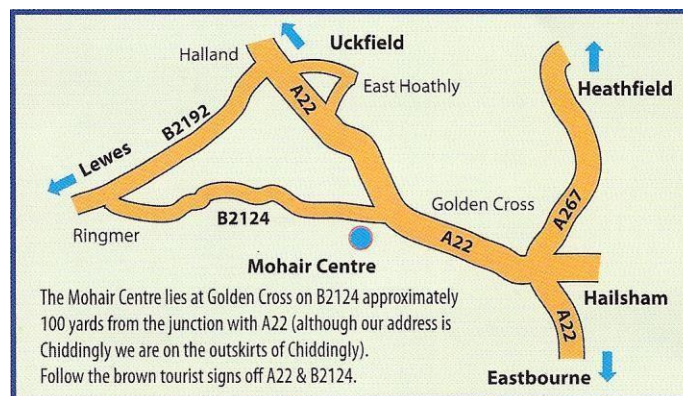 Uckfield
Halland
East Hoathly
A22
Heathfield
B2192
Lewes
Golden Cross
A267
Ringmer
B2124
A22
Mohair Centre
Hailsham
A22
Eastbourne
The Mohair Centre lies at Golden Cross on B2124 approximately
100 yards from the junction with A22 (although our address is
Chiddingly we are on the outskirts of Chiddingly).
Follow the brown tourist signs off A22 & B2124.